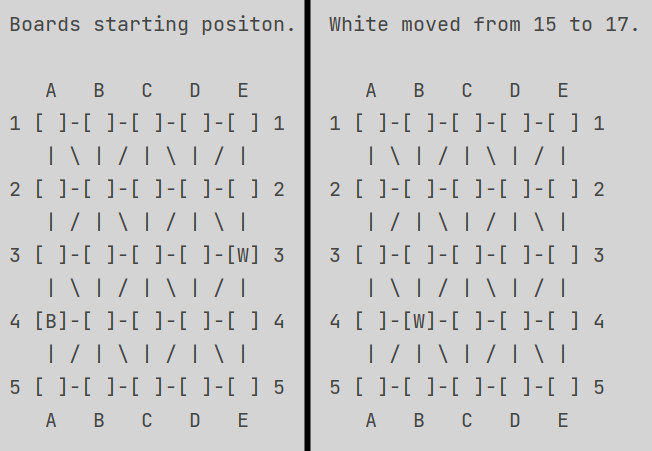 Boards starting positon.
    A   B   C   D   E
1 [ ]-[ ]-[ ]-[ ]-[ ] 1
    | \ | / | \ | / |
2 [ ]-[ ]-[ ]-[ ]-[ ] 2
    | / | \ | / | \ |
3 [ ]-[ ]-[ ]-[ ]-[W] 3
    | \ | / | \ | / |
4 [B]-[ ]-[ ]-[ ]-[ ] 4
    | / | \ | / | \ |
5 [ ]-[ ]-[ ]-[ ]-[ ] 5
    A   B   C   D   E
White moved from 15 to 17.
    A   B   C   D   E
1 [ ]-[ ]-[ ]-[ ]-[ ] 1
    | \ | / | \ | / |
2 [ ]-[ ]-[ ]-[ ]-[ ] 2
    | / | \ | / | \ |
3 [ ]-[ ]-[ ]-[ ]-[ ] 3
    | \ | / | \ | / |
4 [ ]-[W]-[ ]-[ ]-[ ] 4
    | / | \ | / | \ |
5 [ ]-[ ]-[ ]-[ ]-[ ] 5
    A   B   C   D   E